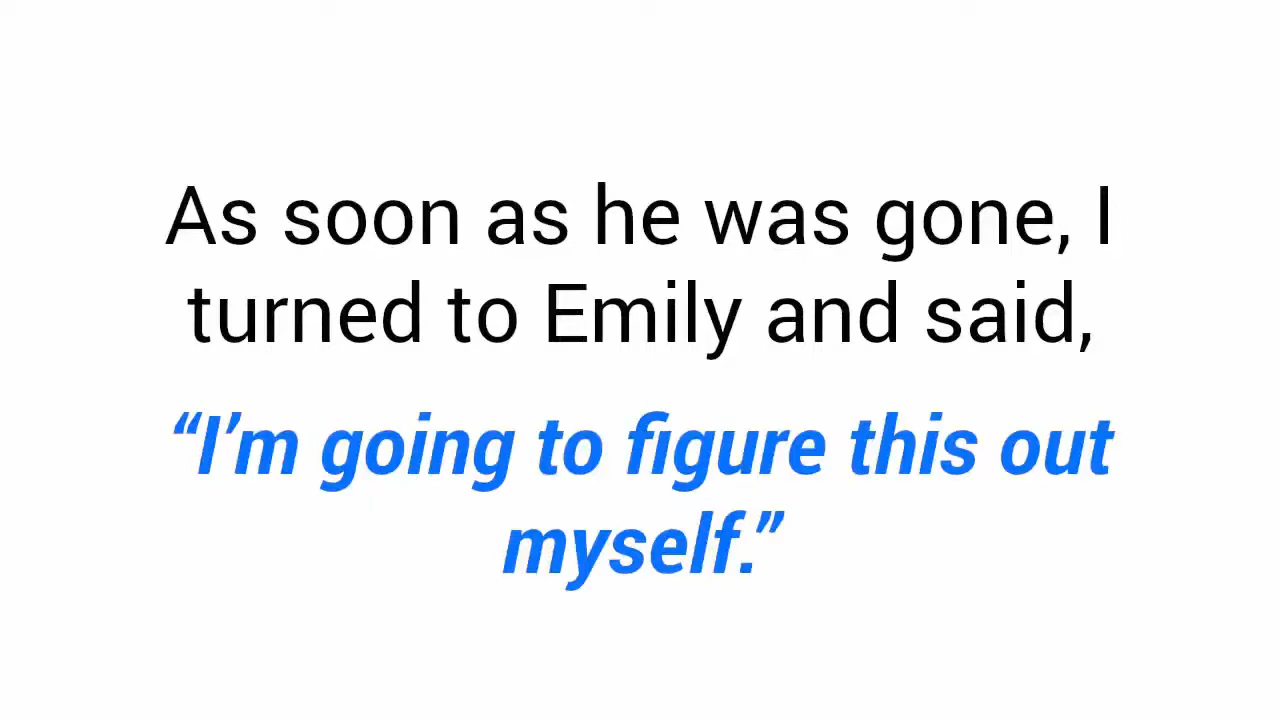 As soon as he was gone, I
turned to Emily and said,
“I’m going to figure this out
myself.”